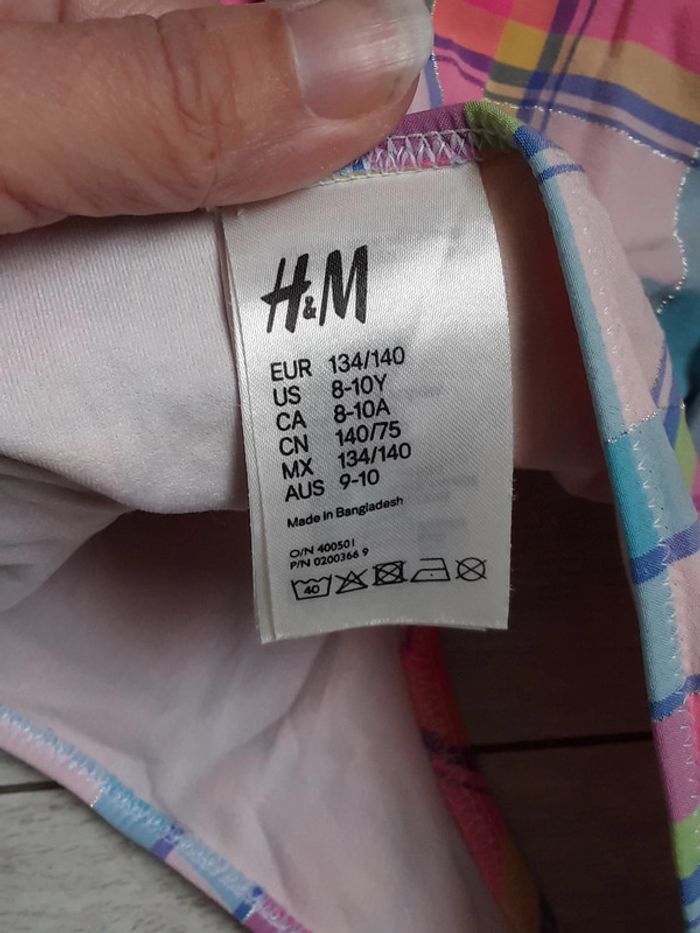 H&M
EUR 134/140
US 8-10Y
CA 8-10A
CN 140/75
MX 134/140
AUS 9-10
Made in Bangladesh
O/N 400501
P/N 0200366 9
40